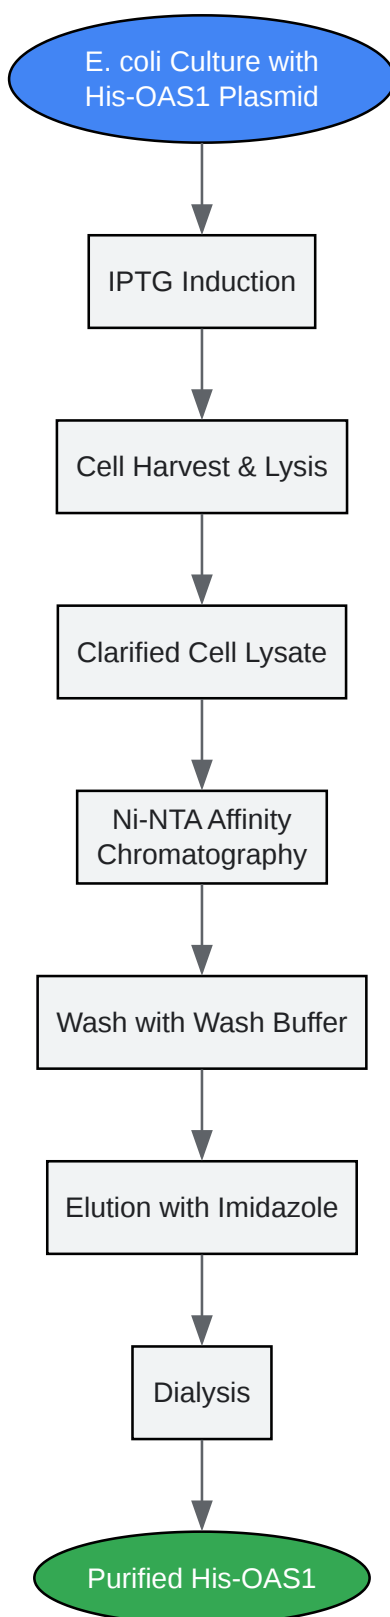 E. coli Culture with
His-OAS1 Plasmid
IPTG Induction
Cell Harvest & Lysis
Clarified Cell Lysate
Ni-NTA Affinity
Chromatography
Wash with Wash Buffer
Elution with Imidazole
Dialysis
Purified His-OAS1